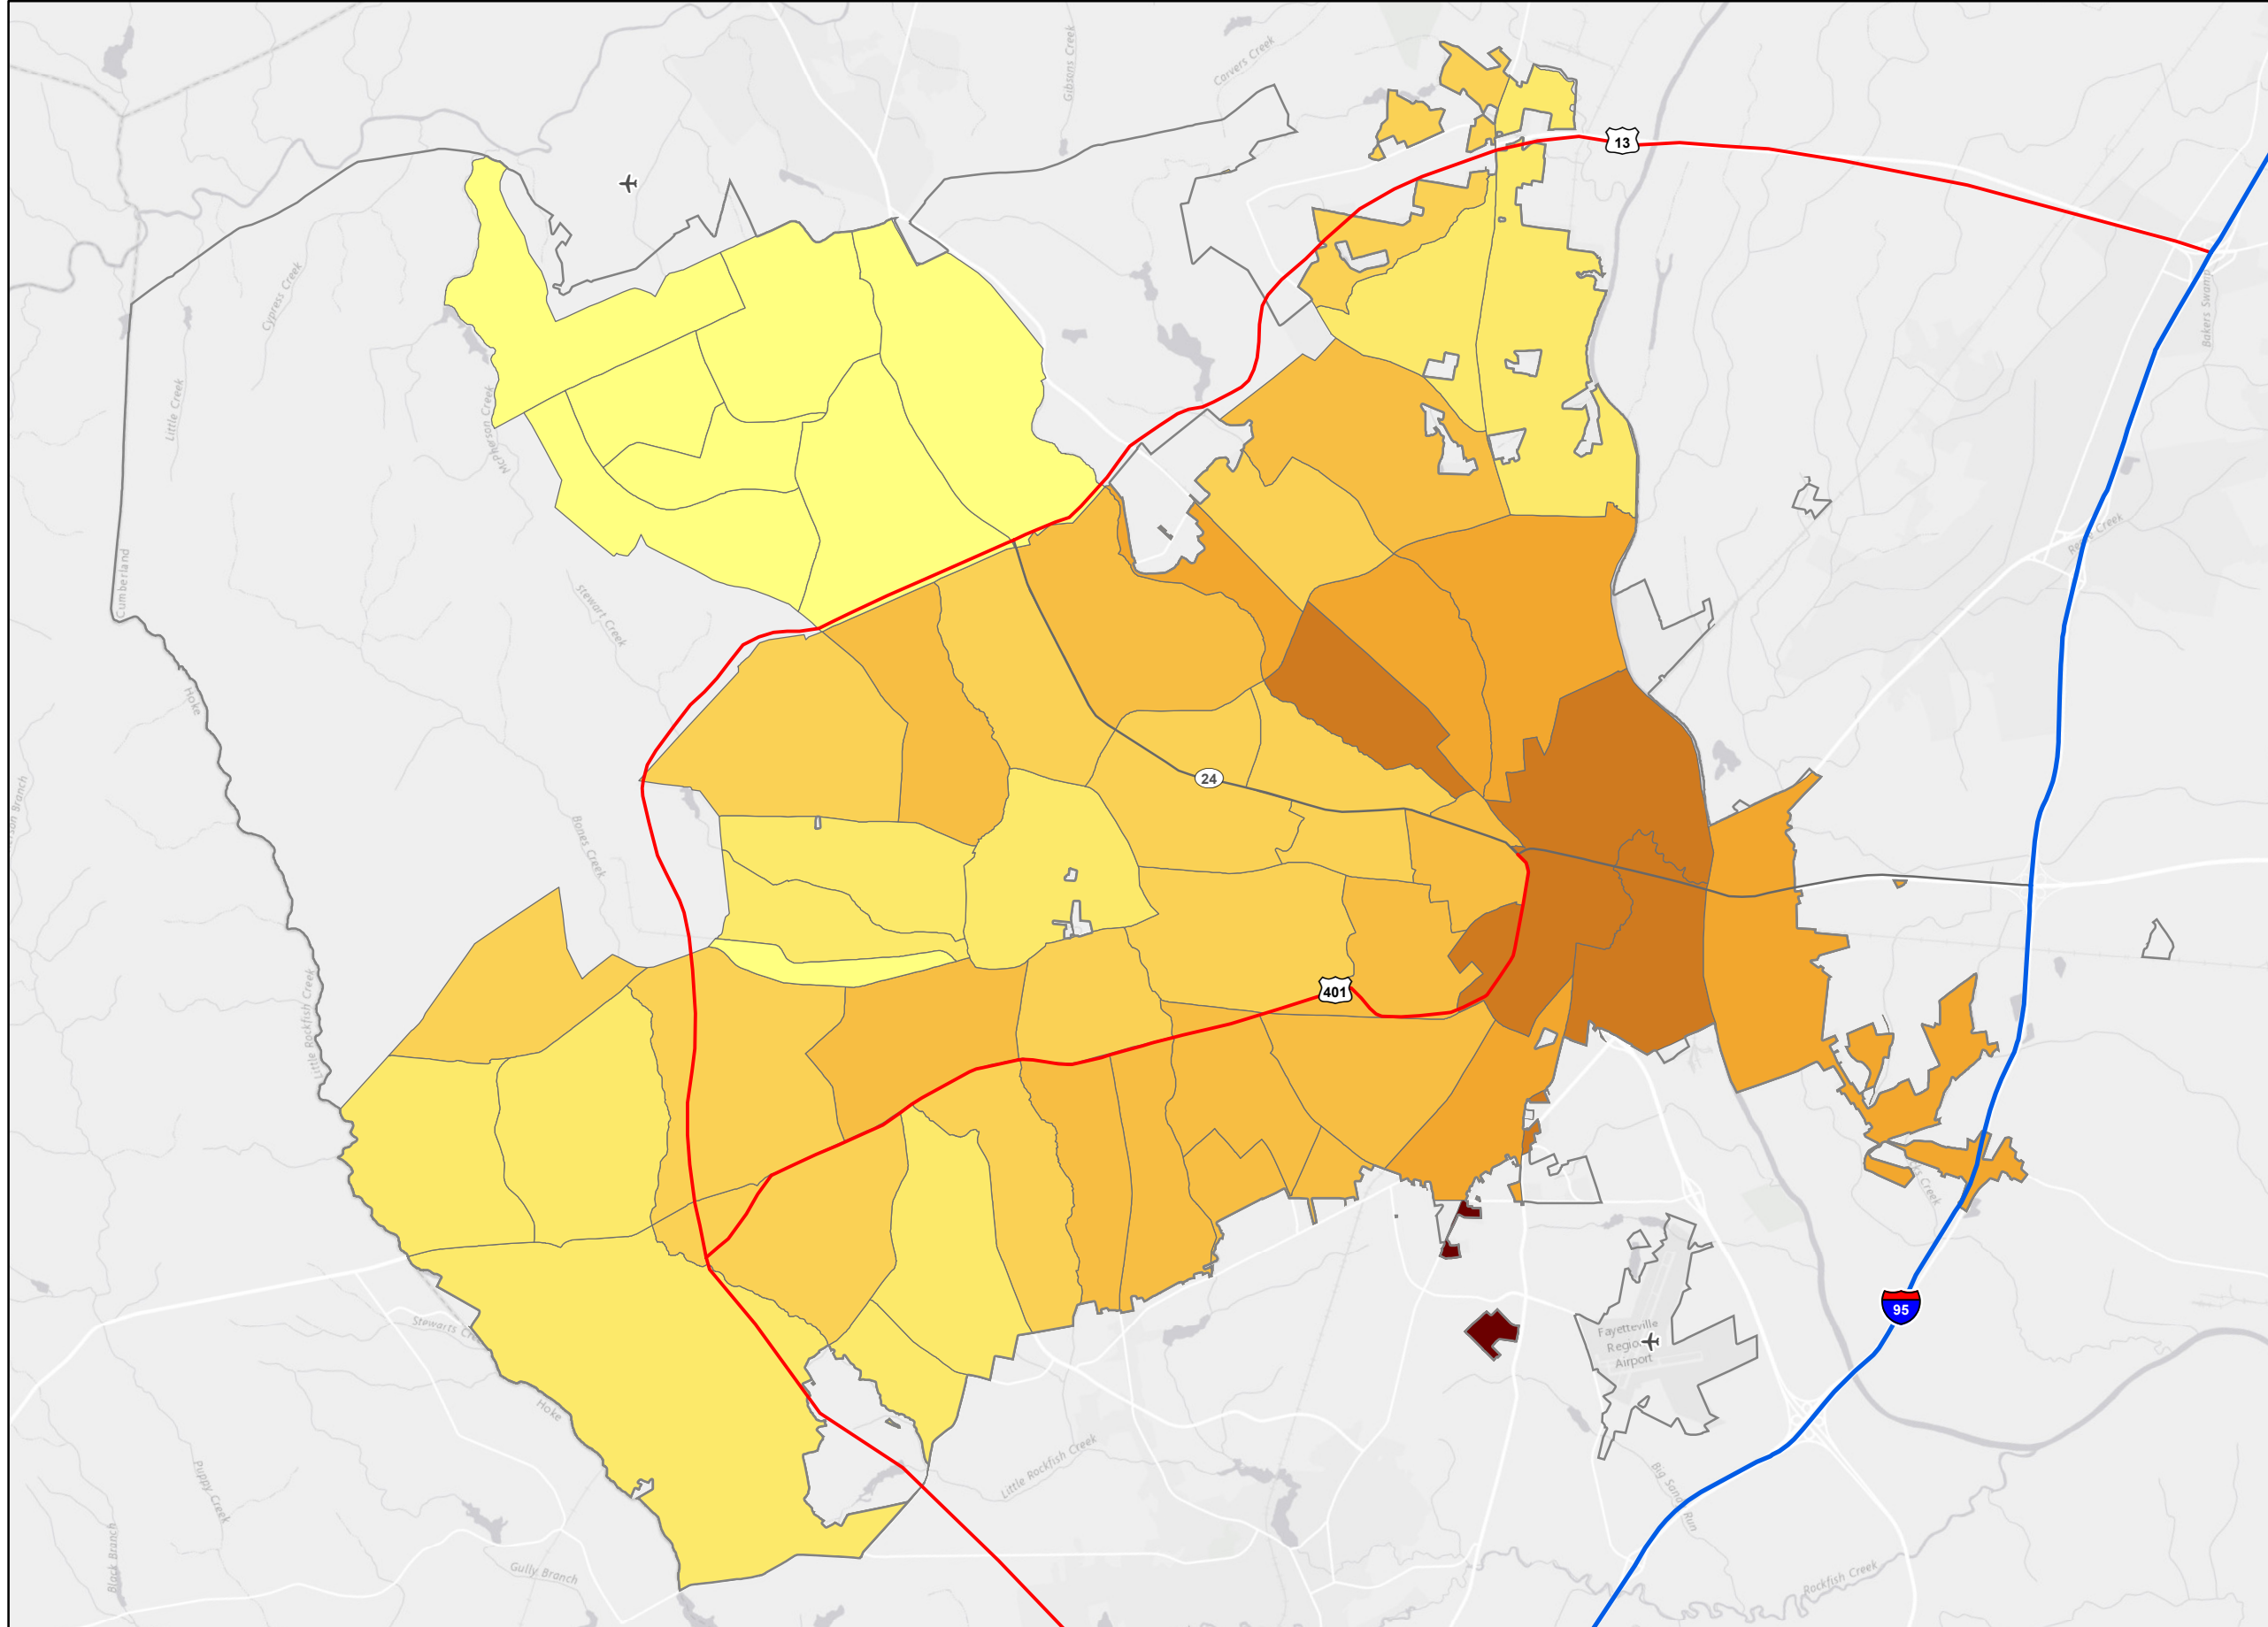 Gibsons Creek
Carvers Creek
13
Cypress Creek
Bakers Swamp
Little Creek
McPherson Creek
Cumberland
Stewart Creek
Hoke
24
Bones Creek
Little Rockfish Creek
401
95
Fayetteville
Airport
Stewarts
Hoke
Puppy Creek
Little Rockfish Creek
Big Sandy Run
Black Branch
Gully Branch
Rockfish Creek